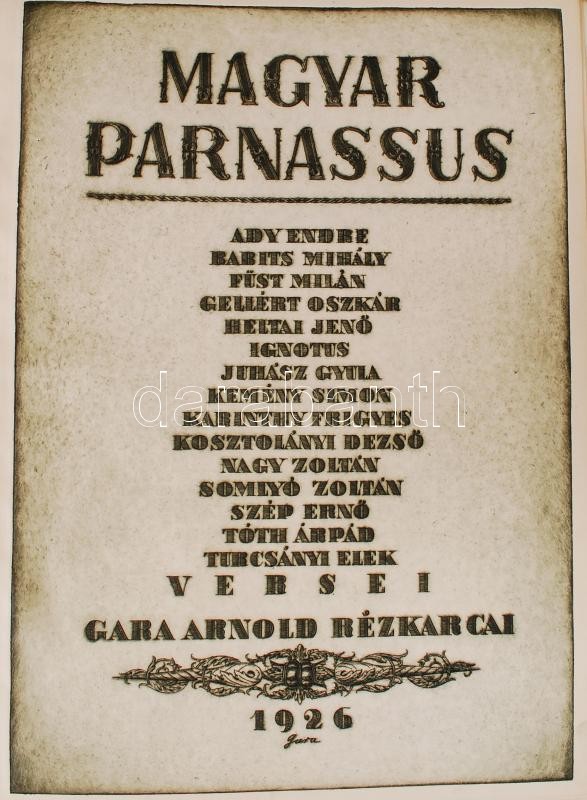 MAGYAR
PARNASSUS
ADY ENDRE
BABITS MIHÁLY
FÜST MILÁN
GELLÉRT OSZKÁR
HELTAI JENŐ
IGNOTUS
JUHÁSZ GYULA
KEMÉNY SIMON
darabanth
KARINTHY FRIGYES
KOSZTOLÁNYI DEZSŐ
NAGY ZOLTÁN
SOMLYÓ ZOLTÁN
SZÉP ERNŐ
TÓTH ÁRPÁD
TURCSÁNYI ELEK
VERSEI
GARA ARNOLD RÉZKARCAI
1926
Gara